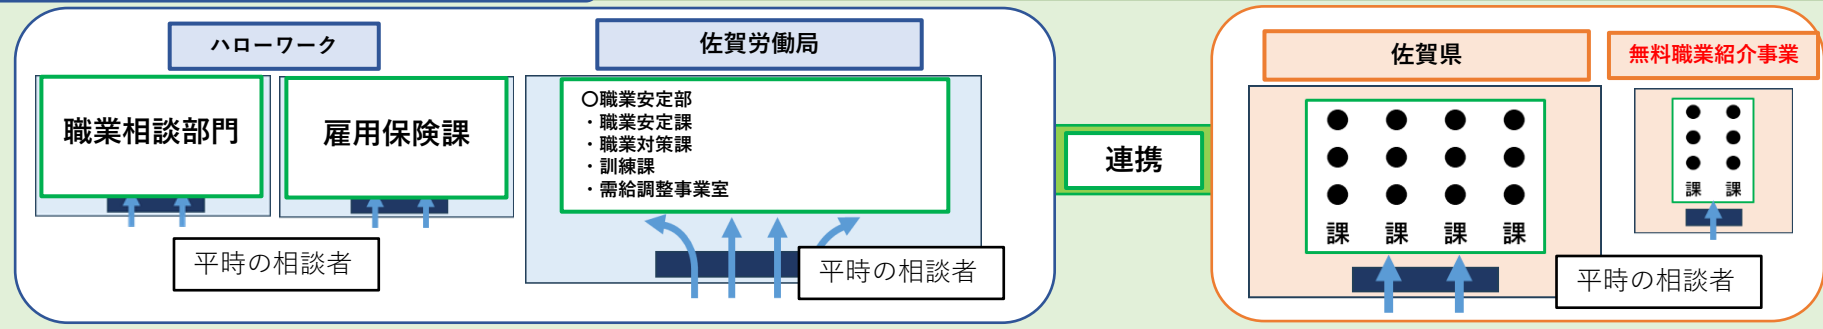 ハローワーク
職業相談部門
雇用保険課
平時の相談者
佐賀労働局
〇職業安定部
・職業安定課
・職業対策課
・訓練課
・需給調整事業室
平時の相談者
連携
佐賀県
●●●●
●●●●
●●●●
課 課 課 課
無料職業紹介事業
●●
●●
●●
課 課
平時の相談者